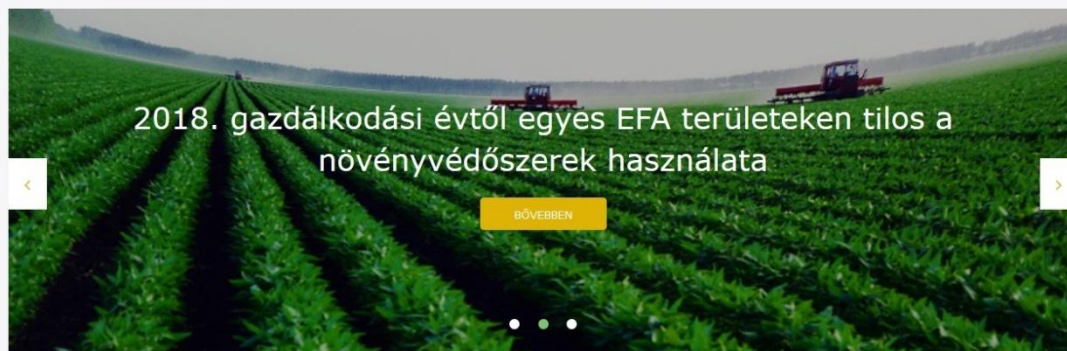 2018. gazdálkodási évtől egyes EFA területeken tilos a
növényvédőszerek használata
BŐVEBBEN